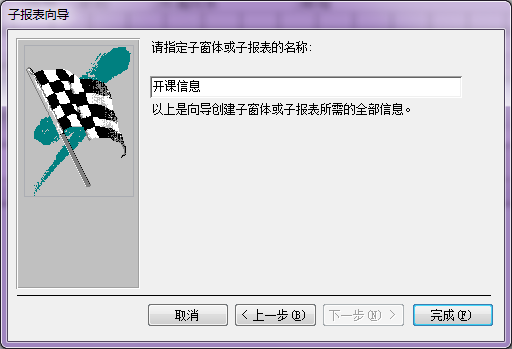 子报表向导
请指定子窗体或子报表的名称:
开课信息
以上是向导创建子窗体或子报表所需的全部信息。
取消 < 上一步(B) 下一步(N) > 完成(F)